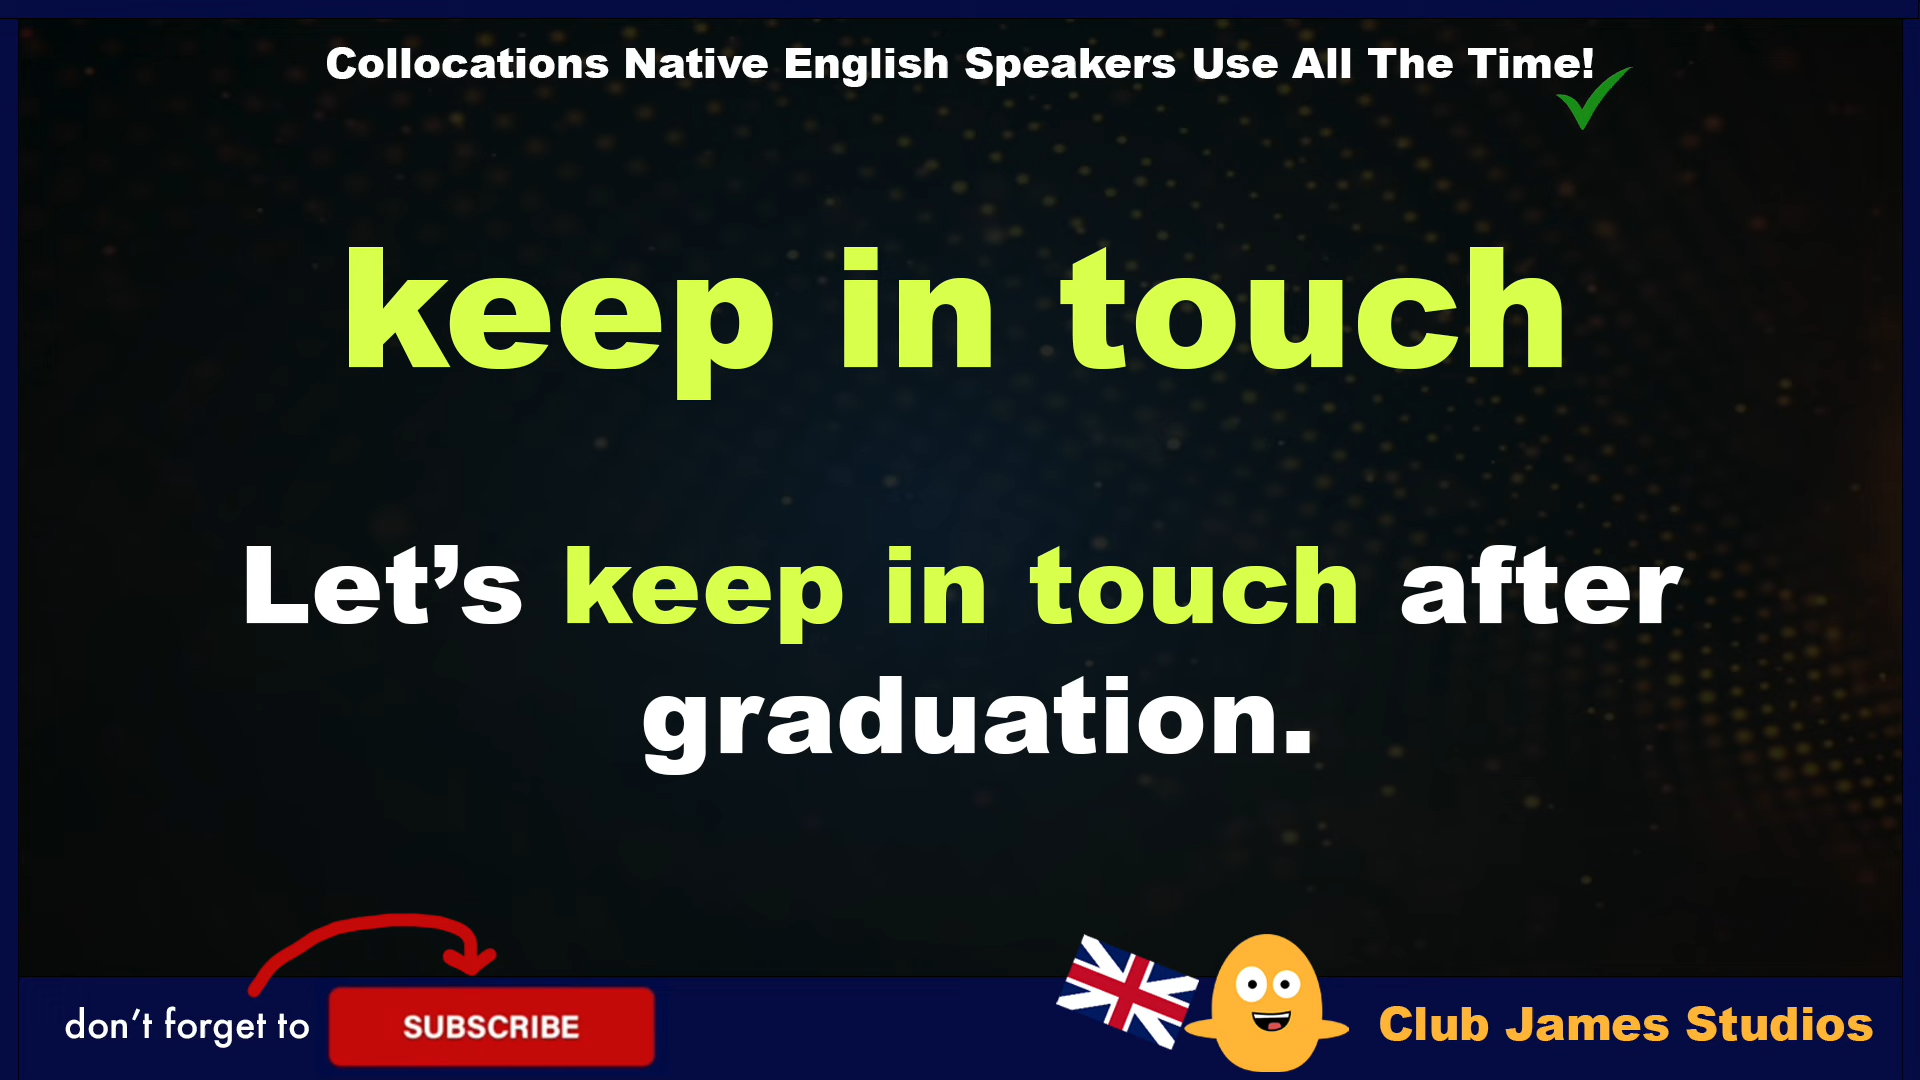 Collocations Native English Speakers Use All The Time!
keep in touch
Let’s keep in touch after
graduation.
don’t forget to
SUBSCRIBE
Club James Studios